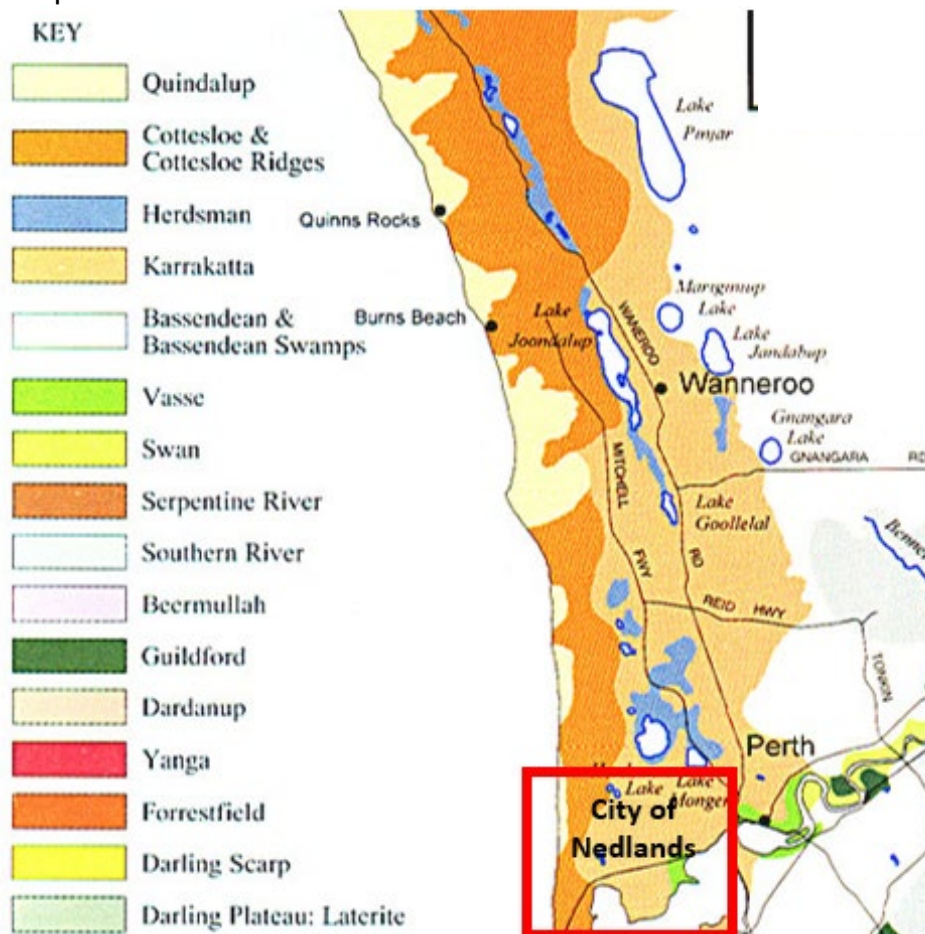 KEY
Quindalup
Cottesloe &
Cottesloe Ridges
Herdsman
Karrakatta
Bassendean &
Bassendean Swamps
Vasse
Swan
Serpentine River
Southern River
Beermullah
Guildford
Dardanup
Yanga
Forrestfield
Darling Scarp
Darling Plateau: Laterite
Lake
Pinjar
Quinns Rocks
Mariginup
Lake
Burns Beach
Lake
Joondalup
WANEROO
Lake
Jandabup
Wanneroo
Gnangara
Lake
GNANGARA
MITCHELL
Lake
Goollelal
FWY
RD
REID HWY
TONKIN
Perth
Lake
Lake
Monger
City of
Nedlands